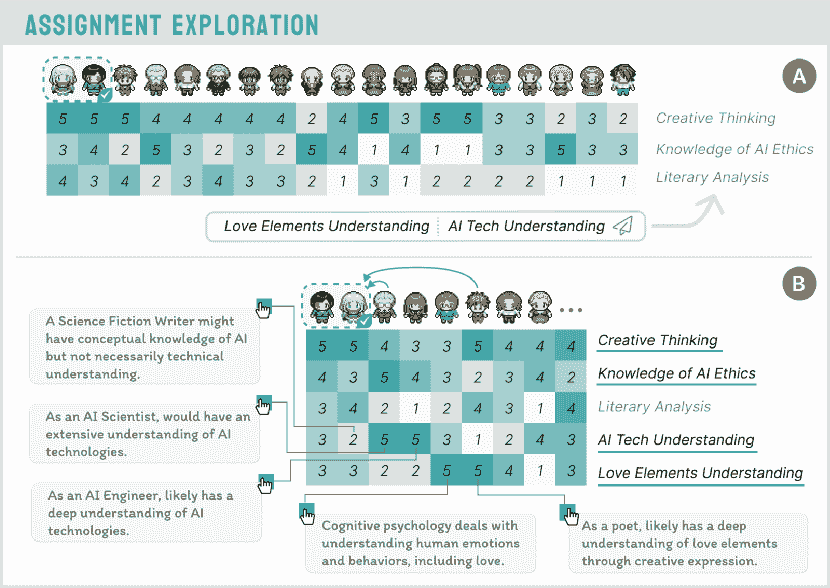 ASSIGNMENT EXPLORATION
A
5 5 5 4 4 4 4 4 2 4 5 3 5 5 3 3 2 3 2 Creative Thinking
3 4 2 5 3 2 3 2 5 4 1 4 1 1 3 3 5 3 3 Knowledge of AI Ethics
4 3 4 2 3 4 3 3 2 1 3 1 2 2 2 2 1 1 1 Literary Analysis
Love Elements Understanding AI Tech Understanding
B
5 5 4 3 3 5 4 4 4 Creative Thinking
4 3 5 4 3 2 3 4 2 Knowledge of AI Ethics
3 4 2 1 2 4 3 1 4 Literary Analysis
3 2 5 5 3 1 2 4 3 AI Tech Understanding
3 3 2 2 5 5 4 1 3 Love Elements Understanding
A Science Fiction Writer might
have conceptual knowledge of AI
but not necessarily technical
understanding.
As an AI Scientist, would have an
extensive understanding of AI
technologies.
As an AI Engineer, likely has a
deep understanding of AI
technologies.
Cognitive psychology deals with
understanding human emotions
and behaviors, including love.
As a poet, likely has a deep
understanding of love elements
through creative expression.